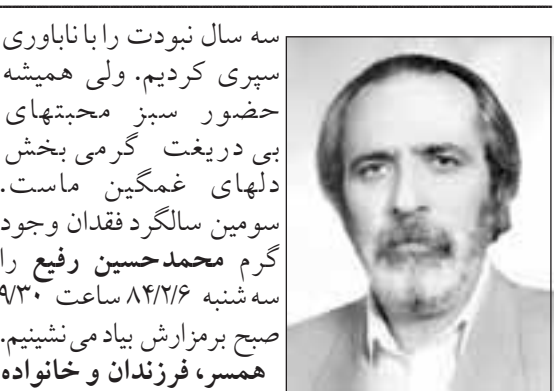 سه سال نبودت را با ناباوری
سپری کردیم. ولی همیشه
حضور سبز محبتهای
بی دریغت گرمی بخش
دلهای غمگین ماست.
سومین سالگرد فقدان وجود
گرم محمدحسین رفیع را
سه شنبه ۸۴/۲/۶ ساعت ۹/۳۰
صبح برمزارش بیاد می‌نشینیم.
همسر، فرزندان و خانواده